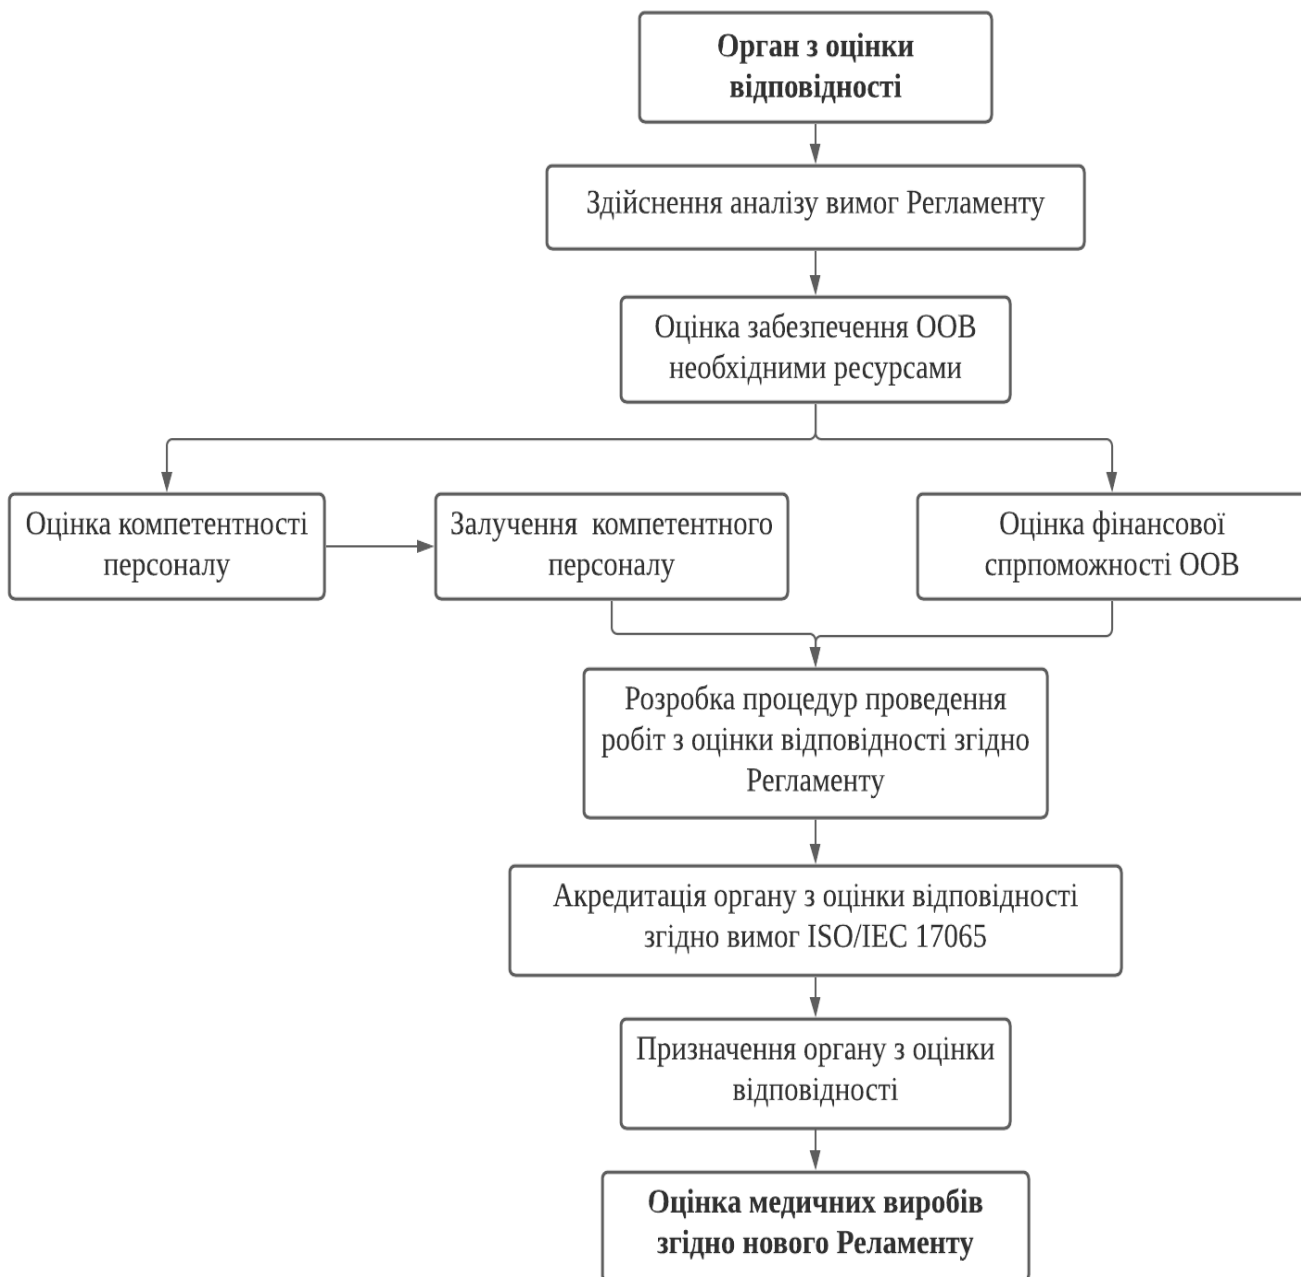 Орган з оцінки
відповідності
Здійснення аналізу вимог Регламенту
Оцінка забезпечення ООВ
необхідними ресурсами
Оцінка компетентності
персоналу
Залучення компетентного
персоналу
Оцінка фінансової
спрпоможності ООВ
Розробка процедур проведення
робіт з оцінки відповідності згідно
Регламенту
Акредитація органу з оцінки відповідності
згідно вимог ISO/IEC 17065
Призначення органу з оцінки
відповідності
Оцінка медичних виробів
згідно нового Реламенту